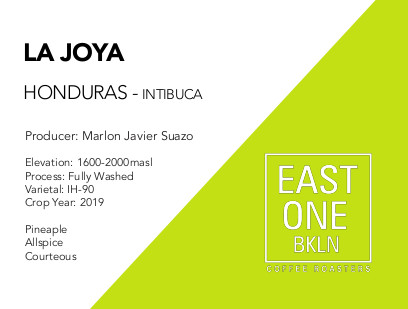 LA JOYA
HONDURAS - INTIBUCA
Producer: Marlon Javier Suazo
Elevation: 1600-2000masl
Process: Fully Washed
Varietal: IH-90
Crop Year: 2019
Pineapple
Allspice
Courteous
EAST
ONE
BKLN
COFFEE ROASTERS